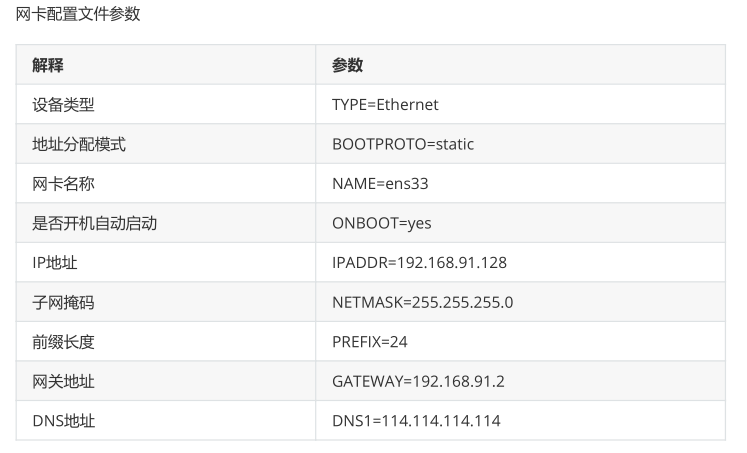 网卡配置文件参数
解释 参数
设备类型 TYPE=Ethernet
地址分配模式 BOOTPROTO=static
网卡名称 NAME=ens33
是否开机自动启动 ONBOOT=yes
IP地址 IPADDR=192.168.91.128
子网掩码 NETMASK=255.255.255.0
前缀长度 PREFIX=24
网关地址 GATEWAY=192.168.91.2
DNS地址 DNS1=114.114.114.114